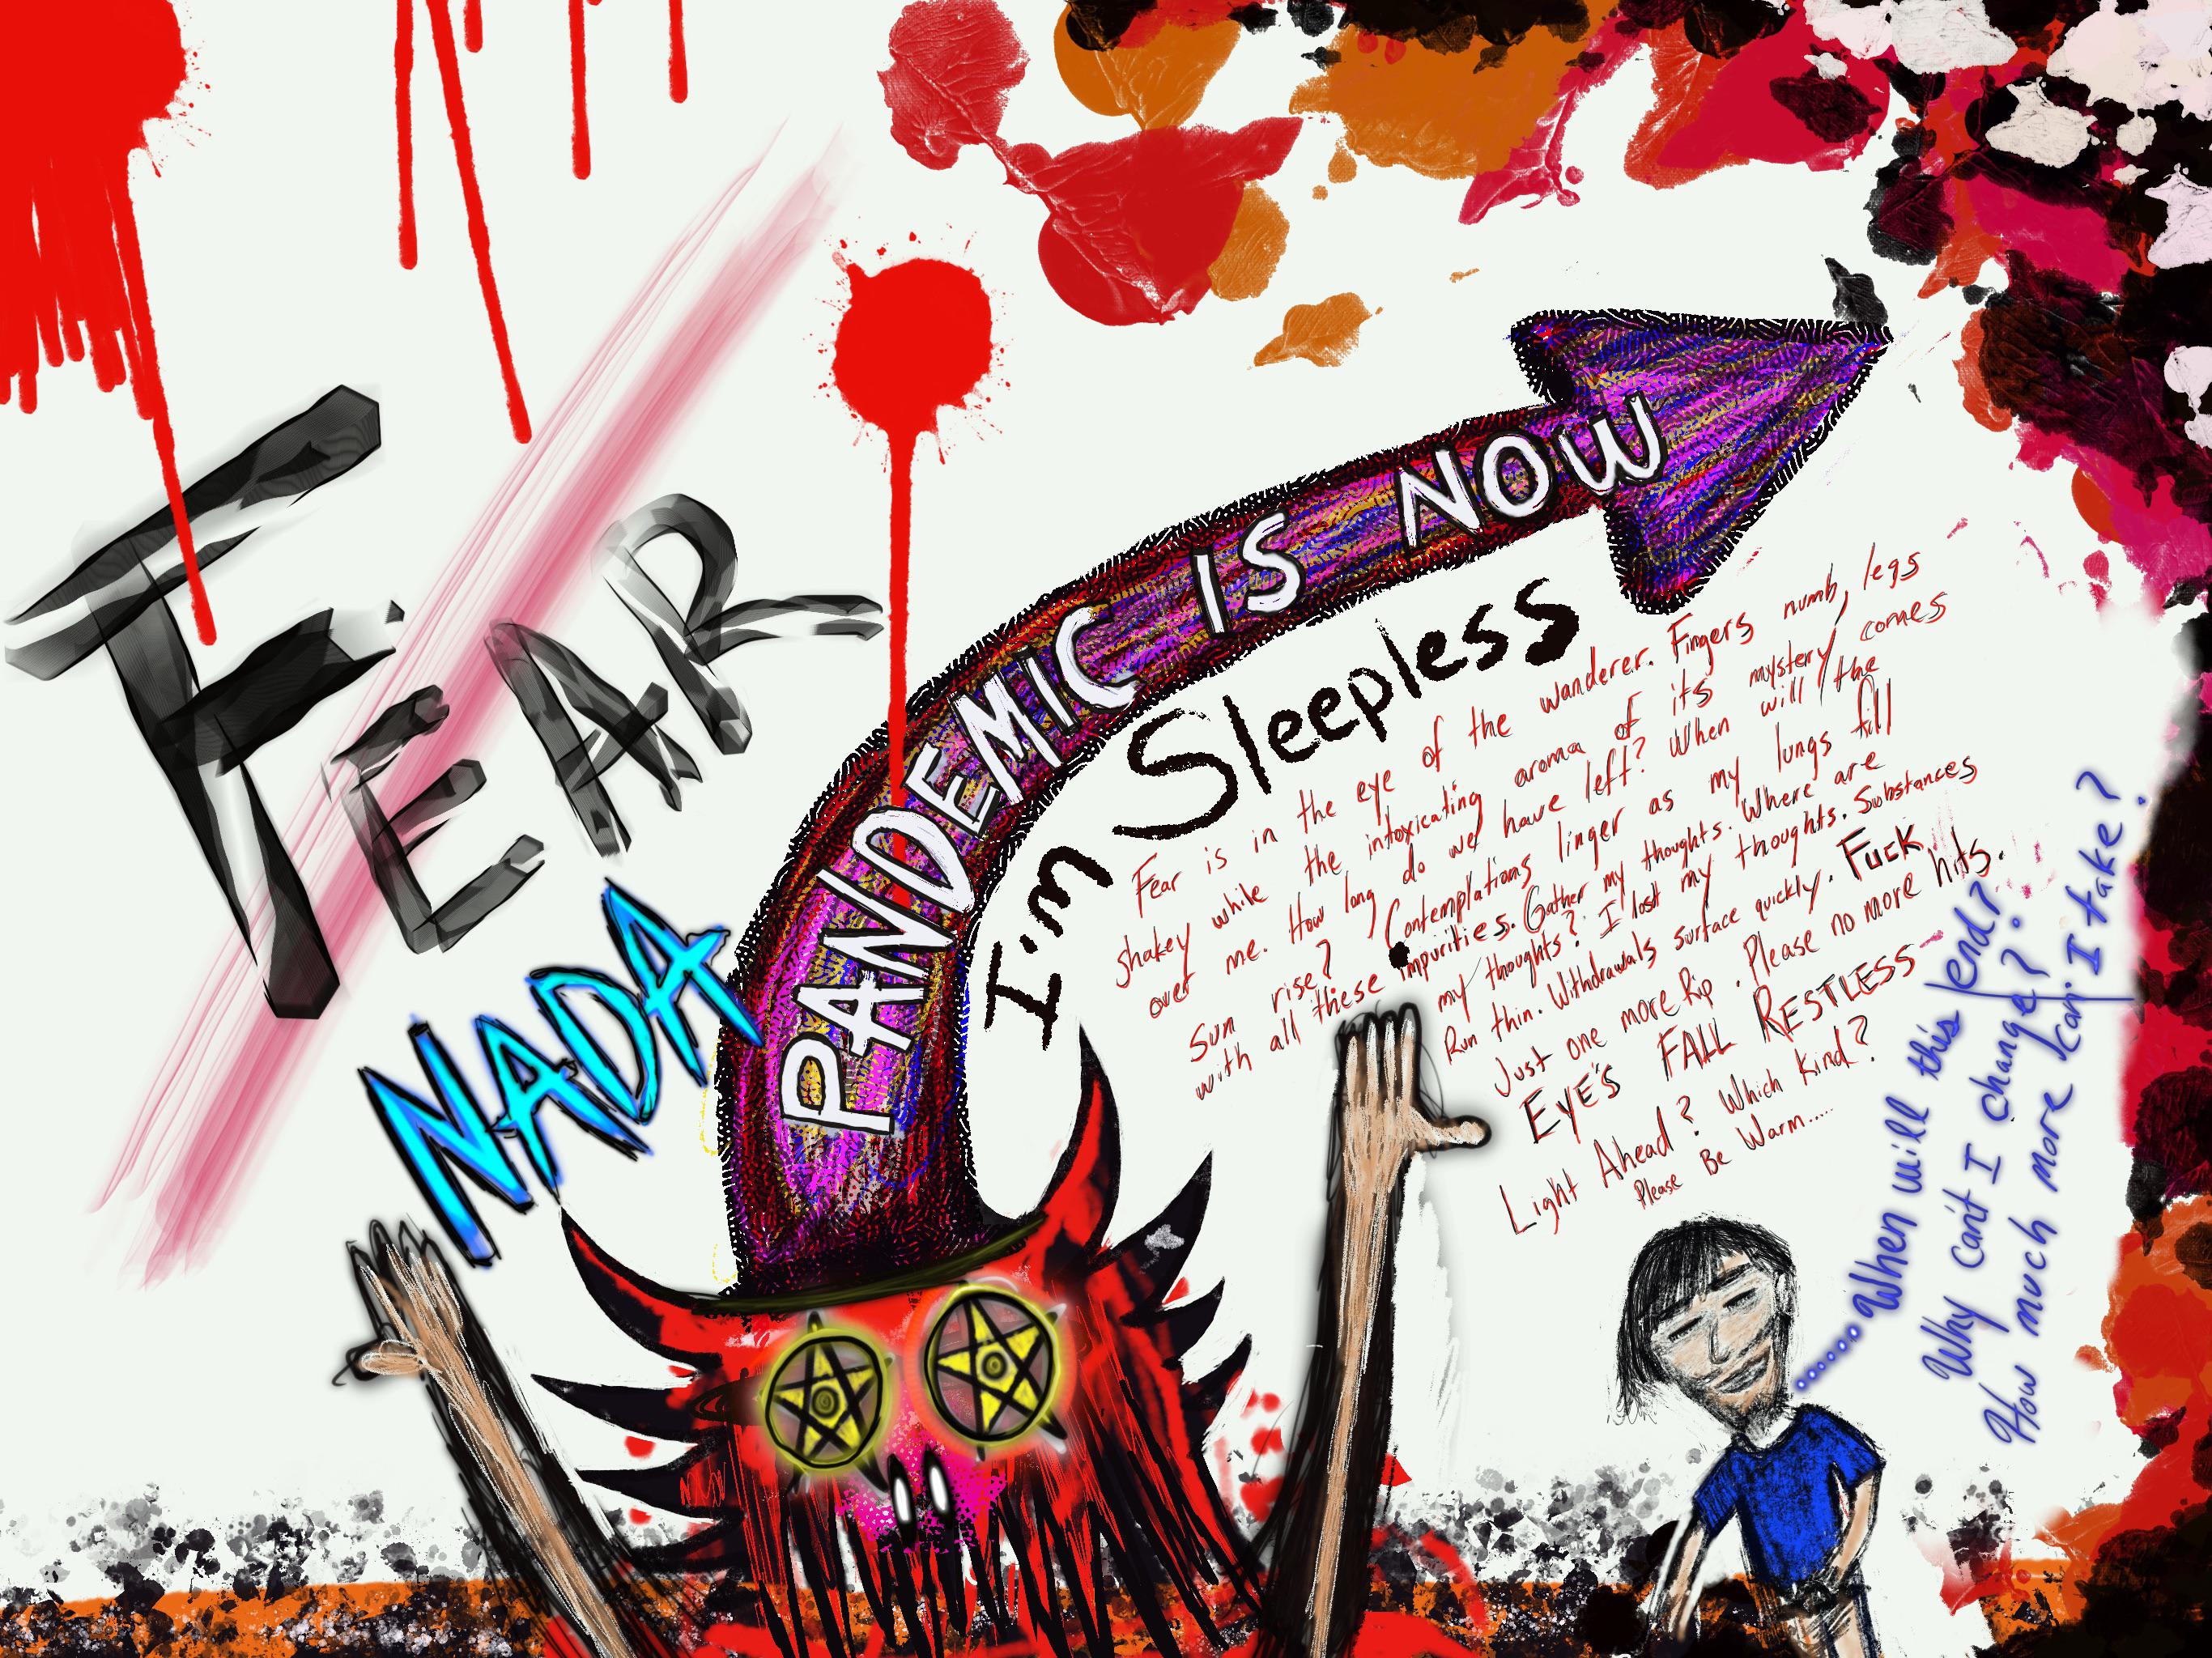 FEAR
NADA
PANDEMIC IS NOW
I'm Sleepless
Fear is in the eye of the wanderer. Fingers numb, legs
shakey while the intoxicating aroma of its mystery comes
over me. How long do we have left? When will the
Sun rise? Contemplations linger as my lungs fill
with all these impurities. Gather my thoughts. Where are
my thoughts? I lost my thoughts. Substances
Run thin. Withdrawals surface quickly. Fuck
Just one more Rip. Please no more hits.
EYE'S FALL RESTLESS
Light Ahead? Which kind?
Please Be Warm.....
When will this end?
Why can't I change?
How much more can I take?